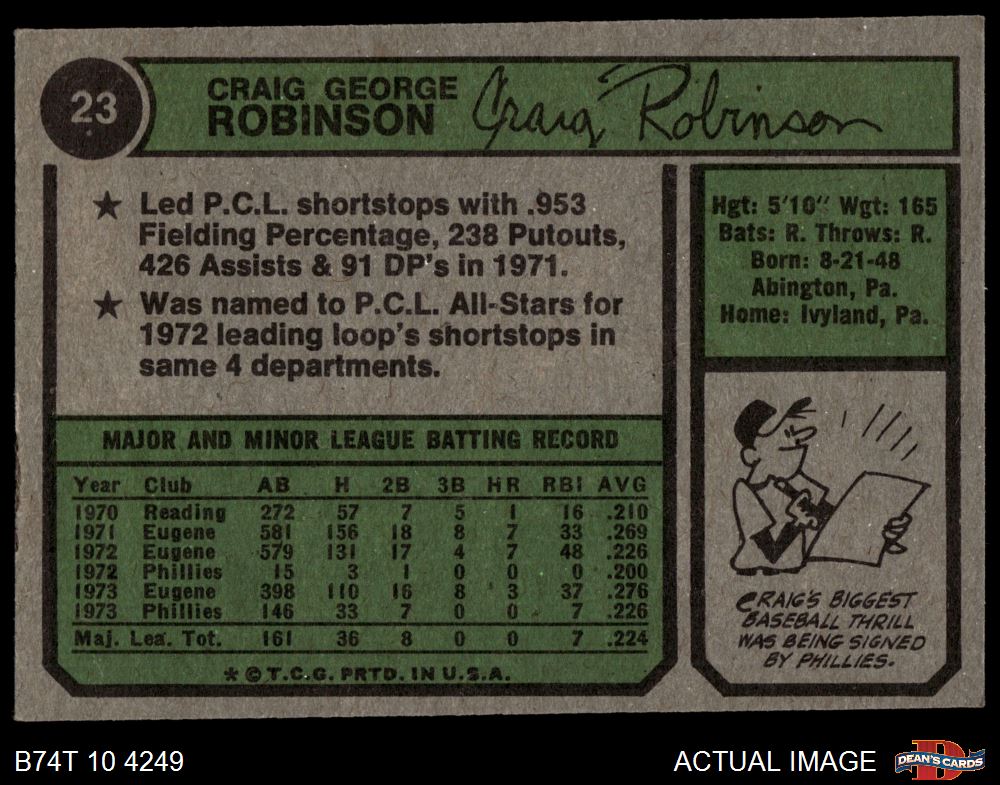 23
CRAIG GEORGE
ROBINSON
Craig Robinson
★ Led P.C.L. shortstops with .953
Fielding Percentage, 238 Putouts,
426 Assists & 91 DP's in 1971.
★ Was named to P.C.L. All-Stars for
1972 leading loop's shortstops in
same 4 departments.
Hgt: 5'10" Wgt: 165
Bats: R. Throws: R.
Born: 8-21-48
Abington, Pa.
Home: Ivyland, Pa.
MAJOR AND MINOR LEAGUE BATTING RECORD
Year Club AB H 2B 3B HR RBI AVG
1970 Reading 272 57 7 5 1 16 .210
1971 Eugene 581 156 18 8 7 33 .269
1972 Eugene 579 131 17 4 7 48 .226
1972 Phillies 15 3 1 0 0 0 .200
1973 Eugene 398 110 16 8 3 37 .276
1973 Phillies 146 33 7 0 0 7 .226
Maj. Lea. Tot. 161 36 8 0 0 7 .224
* © T.C.G. PRTD. IN U.S.A.
CRAIG'S BIGGEST
BASEBALL THRILL
WAS BEING SIGNED
BY PHILLIES.
B74T 10 4249
ACTUAL IMAGE
DEAN'S CARDS